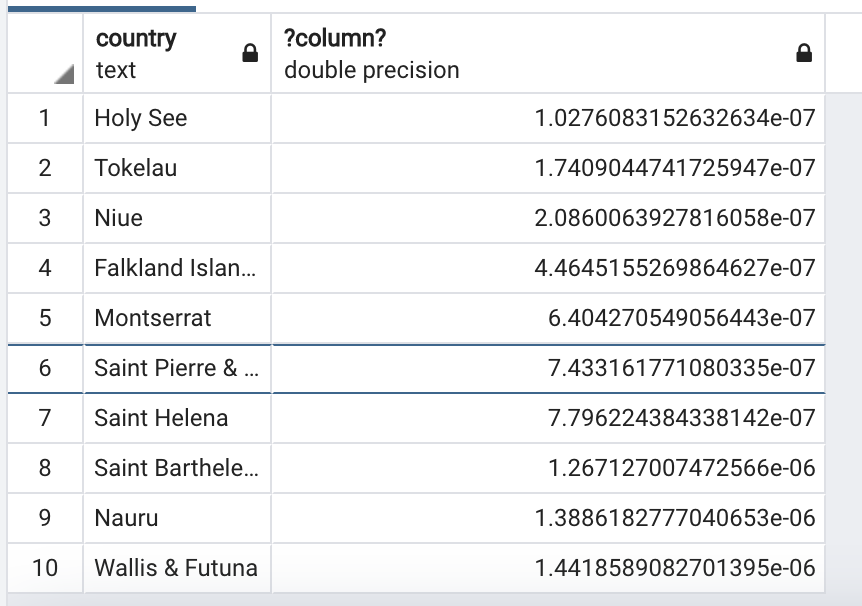 country ?column?
text double precision
1 Holy See 1.0276083152632634e-07
2 Tokelau 1.7409044741725947e-07
3 Niue 2.0860063927816058e-07
4 Falkland Islan... 4.4645155269864627e-07
5 Montserrat 6.404270549056443e-07
6 Saint Pierre & ... 7.433161771080335e-07
7 Saint Helena 7.796224384338142e-07
8 Saint Barthele... 1.267127007472566e-06
9 Nauru 1.3886182777040653e-06
10 Wallis & Futuna 1.4418589082701395e-06